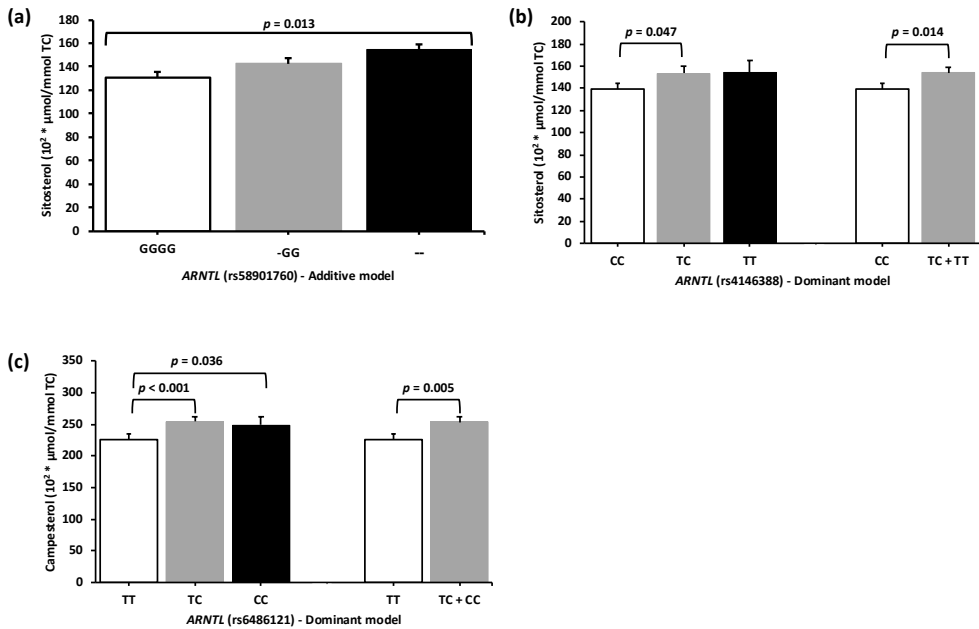 (a)
p = 0.013
180
160
140
120
100
80
60
40
20
0
Sitosterol (10² * µmol/mmol TC)
GGGG -GG --
ARNTL (rs58901760) - Additive model
(b)
p = 0.047 p = 0.014
200
180
160
140
120
100
80
60
40
20
0
Sitosterol (10² * µmol/mmol TC)
CC TC TT CC TC + TT
ARNTL (rs4146388) - Dominant model
(c)
p = 0.036
p < 0.001 p = 0.005
350
300
250
200
150
100
50
0
Campesterol (10² * µmol/mmol TC)
TT TC CC TT TC + CC
ARNTL (rs6486121) - Dominant model